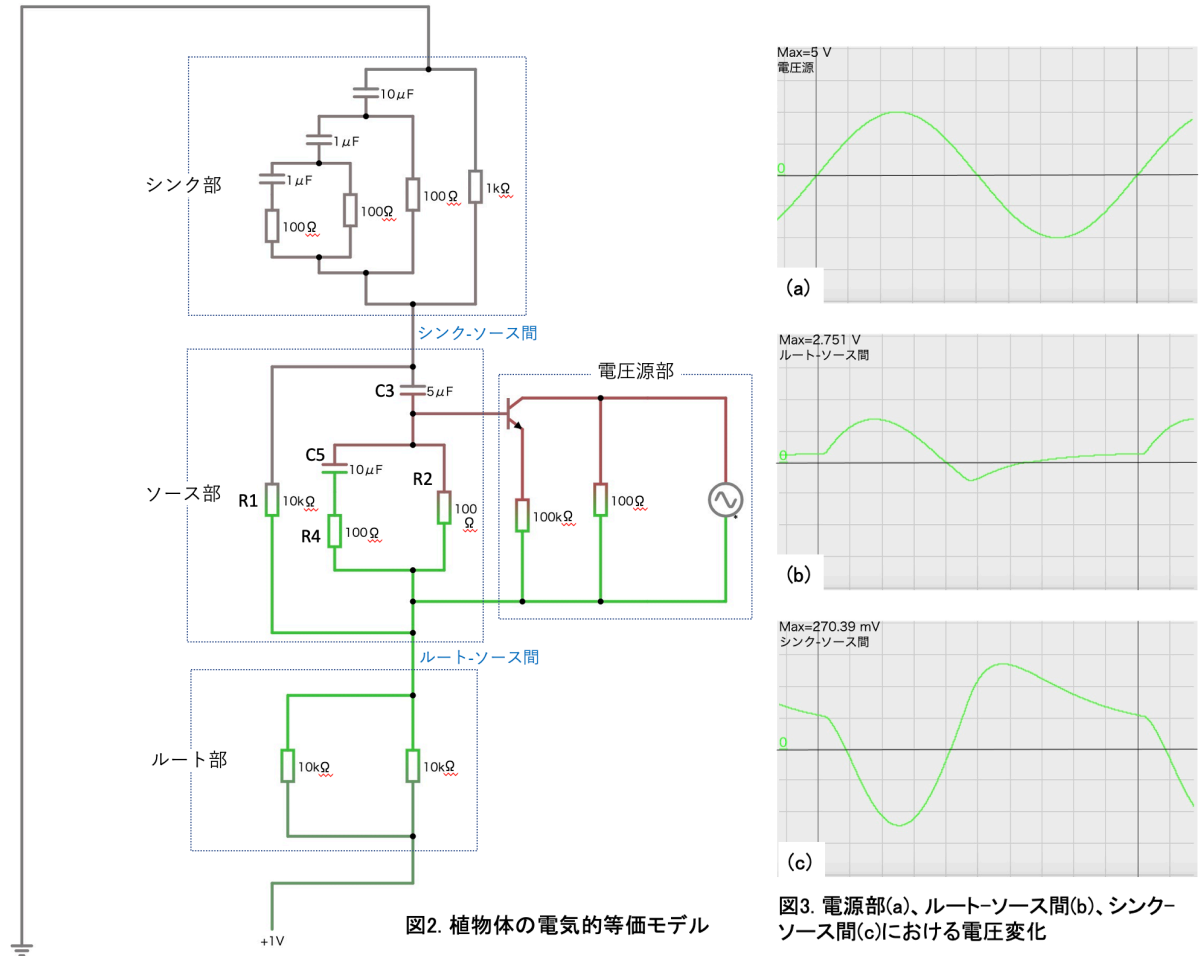 シンク部
10μF
1μF
1μF
100Ω
100Ω
100Ω
1kΩ
シンク-ソース間
ソース部
C3
5μF
C5
10μF
R2
100
Ω
R1
10kΩ
R4
100Ω
電圧源部
100kΩ
100Ω
ルート-ソース間
ルート部
10kΩ
10kΩ
+1V
図2. 植物体の電気的等価モデル
Max=5 V
電圧源
0
(a)
Max=2.751 V
ルート-ソース間
0
(b)
Max=270.39 mV
シンク-ソース間
0
(c)
図3. 電源部(a)、ルート-ソース間(b)、シンク-
ソース間(c)における電圧変化